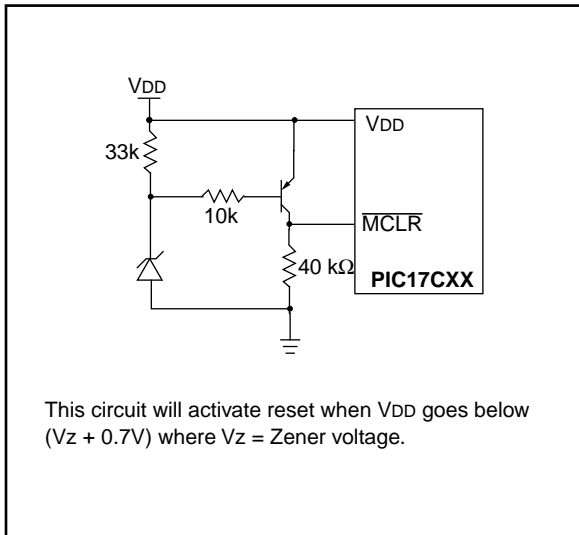 VDD
VDD
33k
10k
MCLR
40 kΩ
PIC17CXX
This circuit will activate reset when VDD goes below
(Vz + 0.7V) where Vz = Zener voltage.